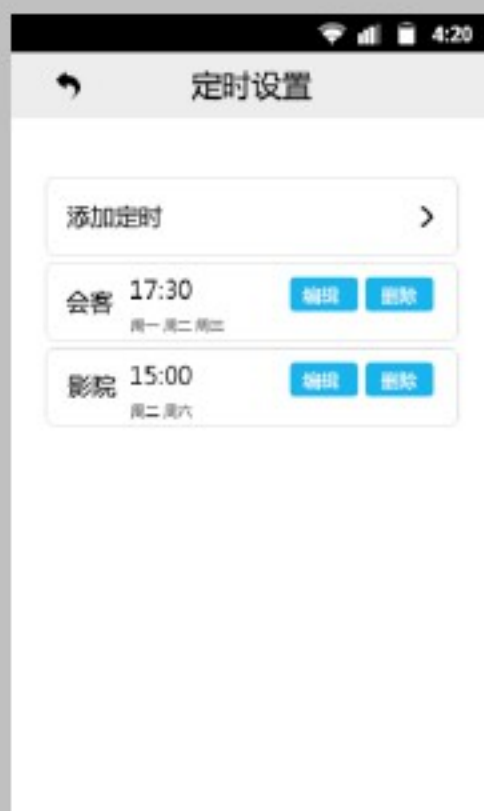 4:20
定时设置
添加定时
会客 17:30 编辑 删除
周一 周二 周三
影院 15:00 编辑 删除
周二 周六